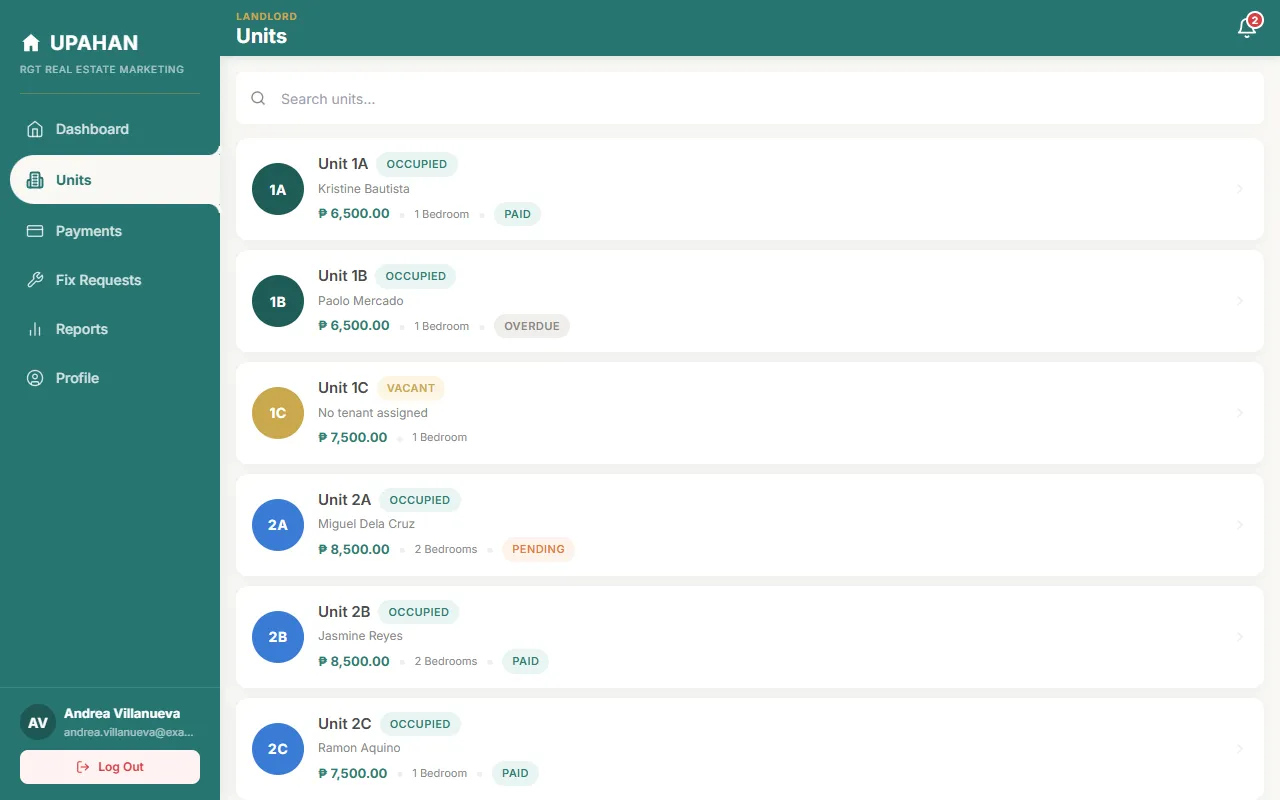 UPAHAN
RGT REAL ESTATE MARKETING
Dashboard
Units
Payments
Fix Requests
Reports
Profile
AV
Andrea Villanueva
andrea.villanueva@exa...
Log Out
LANDLORD
Units
2
Search units...
1A
Unit 1A OCCUPIED
Kristine Bautista
₱ 6,500.00 1 Bedroom PAID
1B
Unit 1B OCCUPIED
Paolo Mercado
₱ 6,500.00 1 Bedroom OVERDUE
1C
Unit 1C VACANT
No tenant assigned
₱ 7,500.00 1 Bedroom
2A
Unit 2A OCCUPIED
Miguel Dela Cruz
₱ 8,500.00 2 Bedrooms PENDING
2B
Unit 2B OCCUPIED
Jasmine Reyes
₱ 8,500.00 2 Bedrooms PAID
2C
Unit 2C OCCUPIED
Ramon Aquino
₱ 7,500.00 1 Bedroom PAID